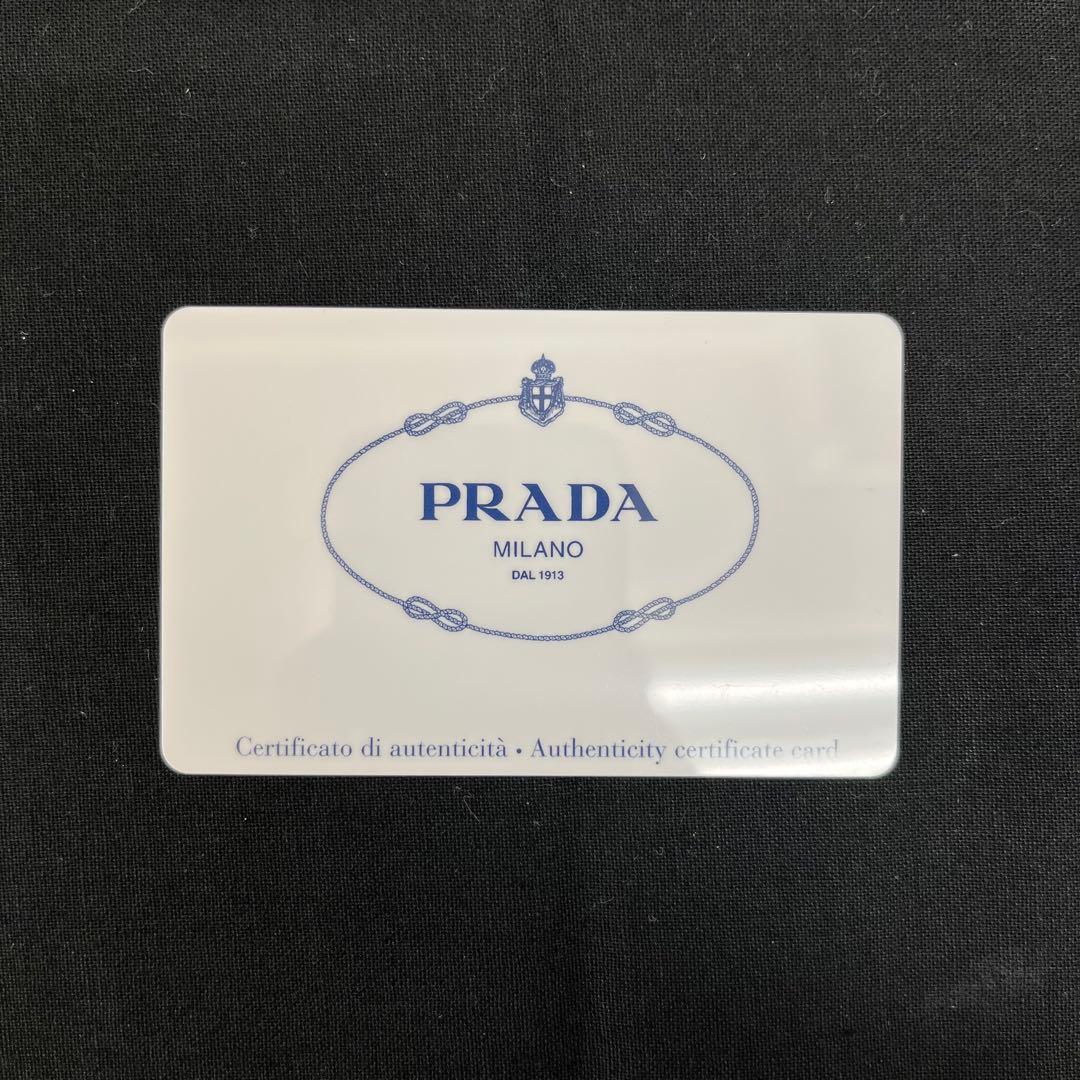 PRADA
MILANO
DAL 1913
Certificato di autenticità • Authenticity certificate card